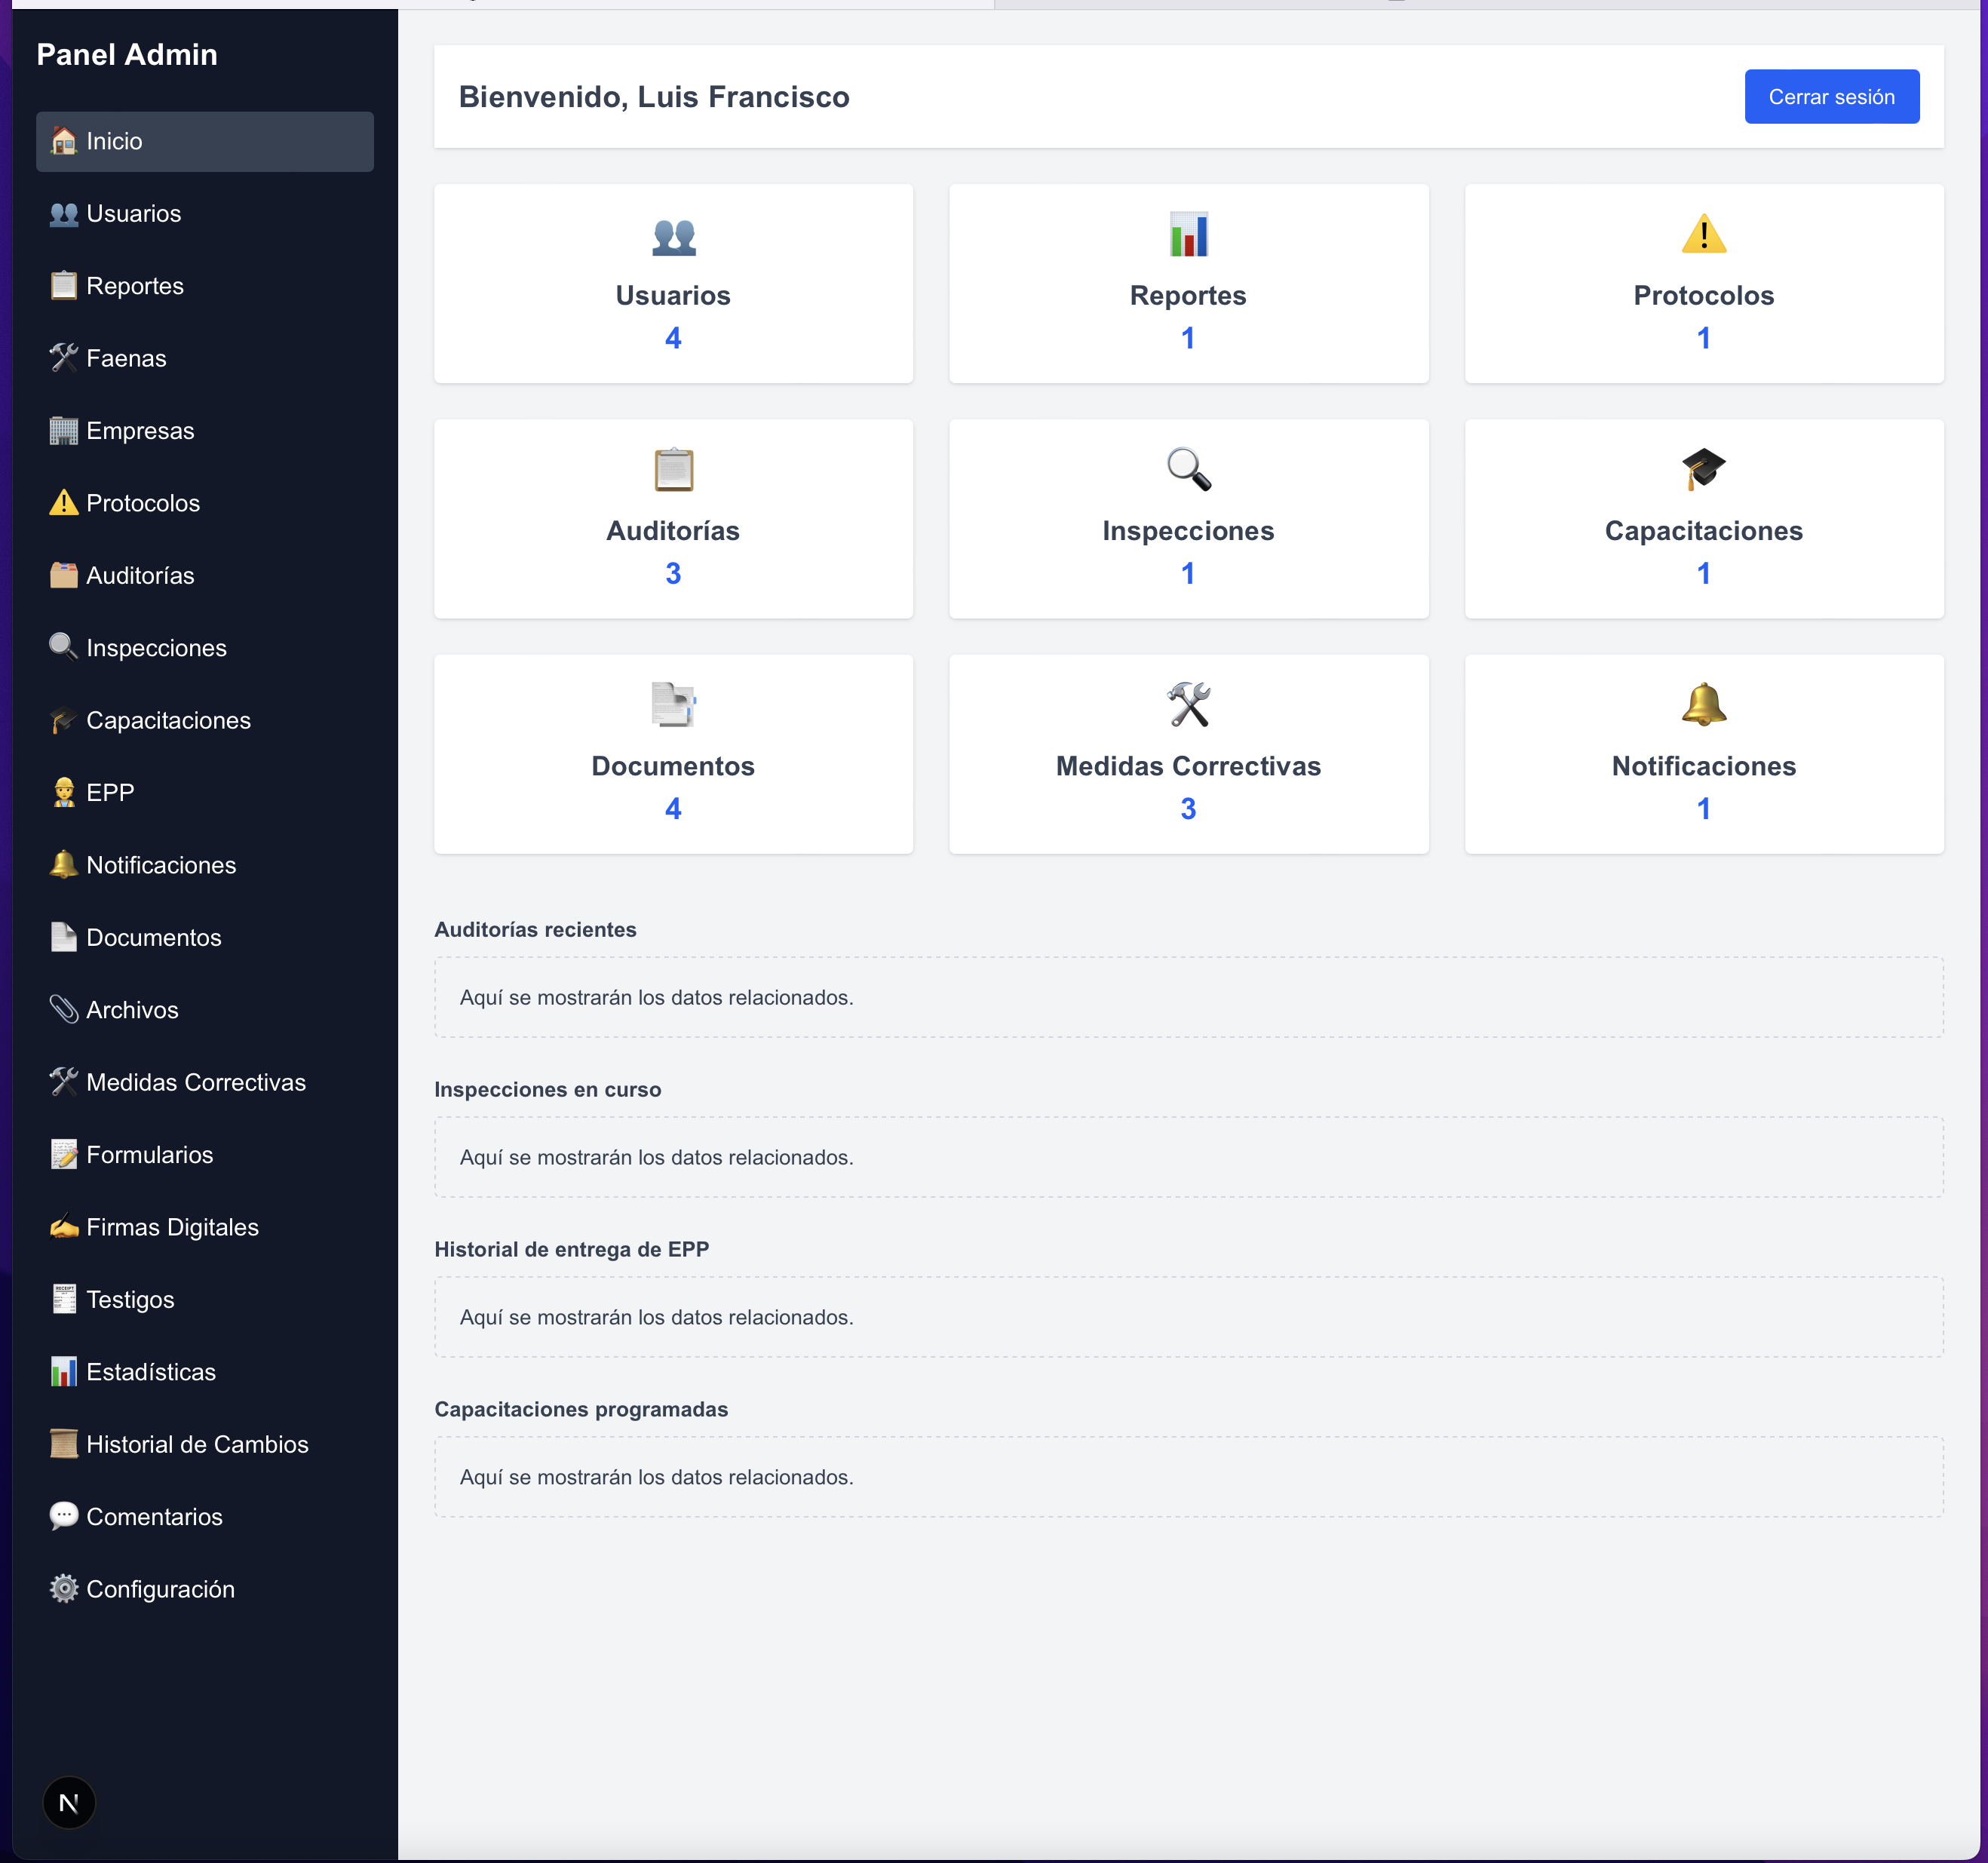 Panel Admin
Inicio
Usuarios
Reportes
Faenas
Empresas
Protocolos
Auditorías
Inspecciones
Capacitaciones
EPP
Notificaciones
Documentos
Archivos
Medidas Correctivas
Formularios
Firmas Digitales
Testigos
Estadísticas
Historial de Cambios
Comentarios
Configuración
N
Bienvenido, Luis Francisco
Cerrar sesión
Usuarios
4
Reportes
1
Protocolos
1
Auditorías
3
Inspecciones
1
Capacitaciones
1
Documentos
4
Medidas Correctivas
3
Notificaciones
1
Auditorías recientes
Aquí se mostrarán los datos relacionados.
Inspecciones en curso
Aquí se mostrarán los datos relacionados.
Historial de entrega de EPP
Aquí se mostrarán los datos relacionados.
Capacitaciones programadas
Aquí se mostrarán los datos relacionados.